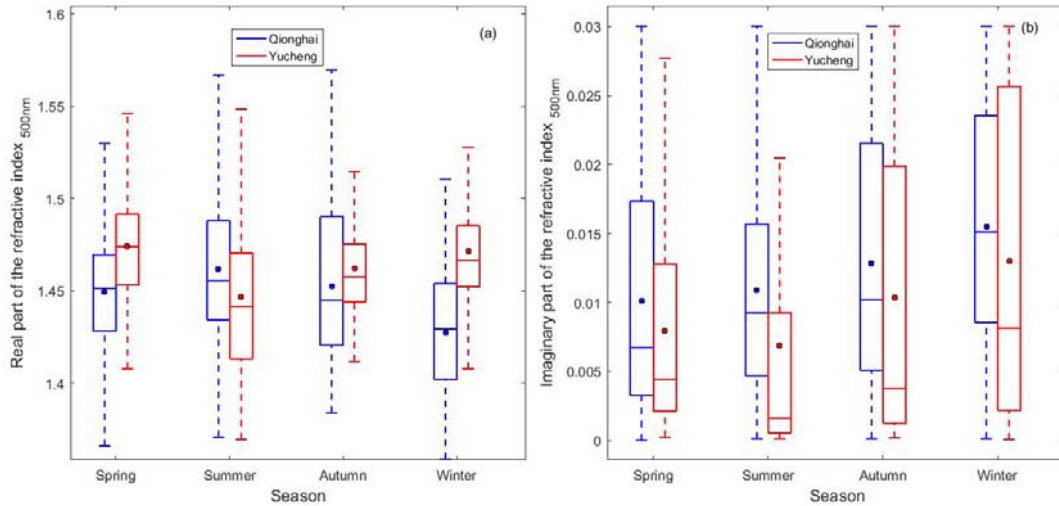 (a)
Qionghai
Yucheng
Real part of the refractive index 500nm
1.6
1.55
1.5
1.45
1.4
Spring Summer Autumn Winter
Season
(b)
Qionghai
Yucheng
Imaginary part of the refractive index 500nm
0.03
0.025
0.02
0.015
0.01
0.005
0
Spring Summer Autumn Winter
Season